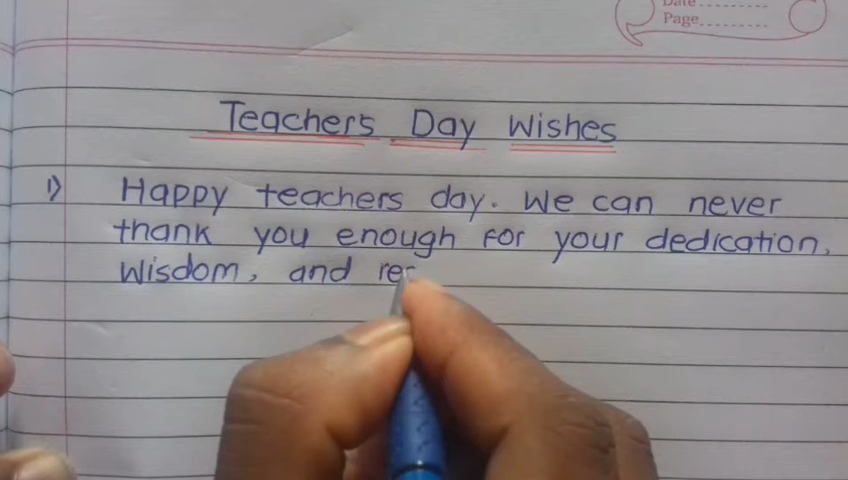 Date
Page
Teachers Day Wishes
1) Happy teachers day. We can never
thank you enough for your dedication,
Wisdom, and